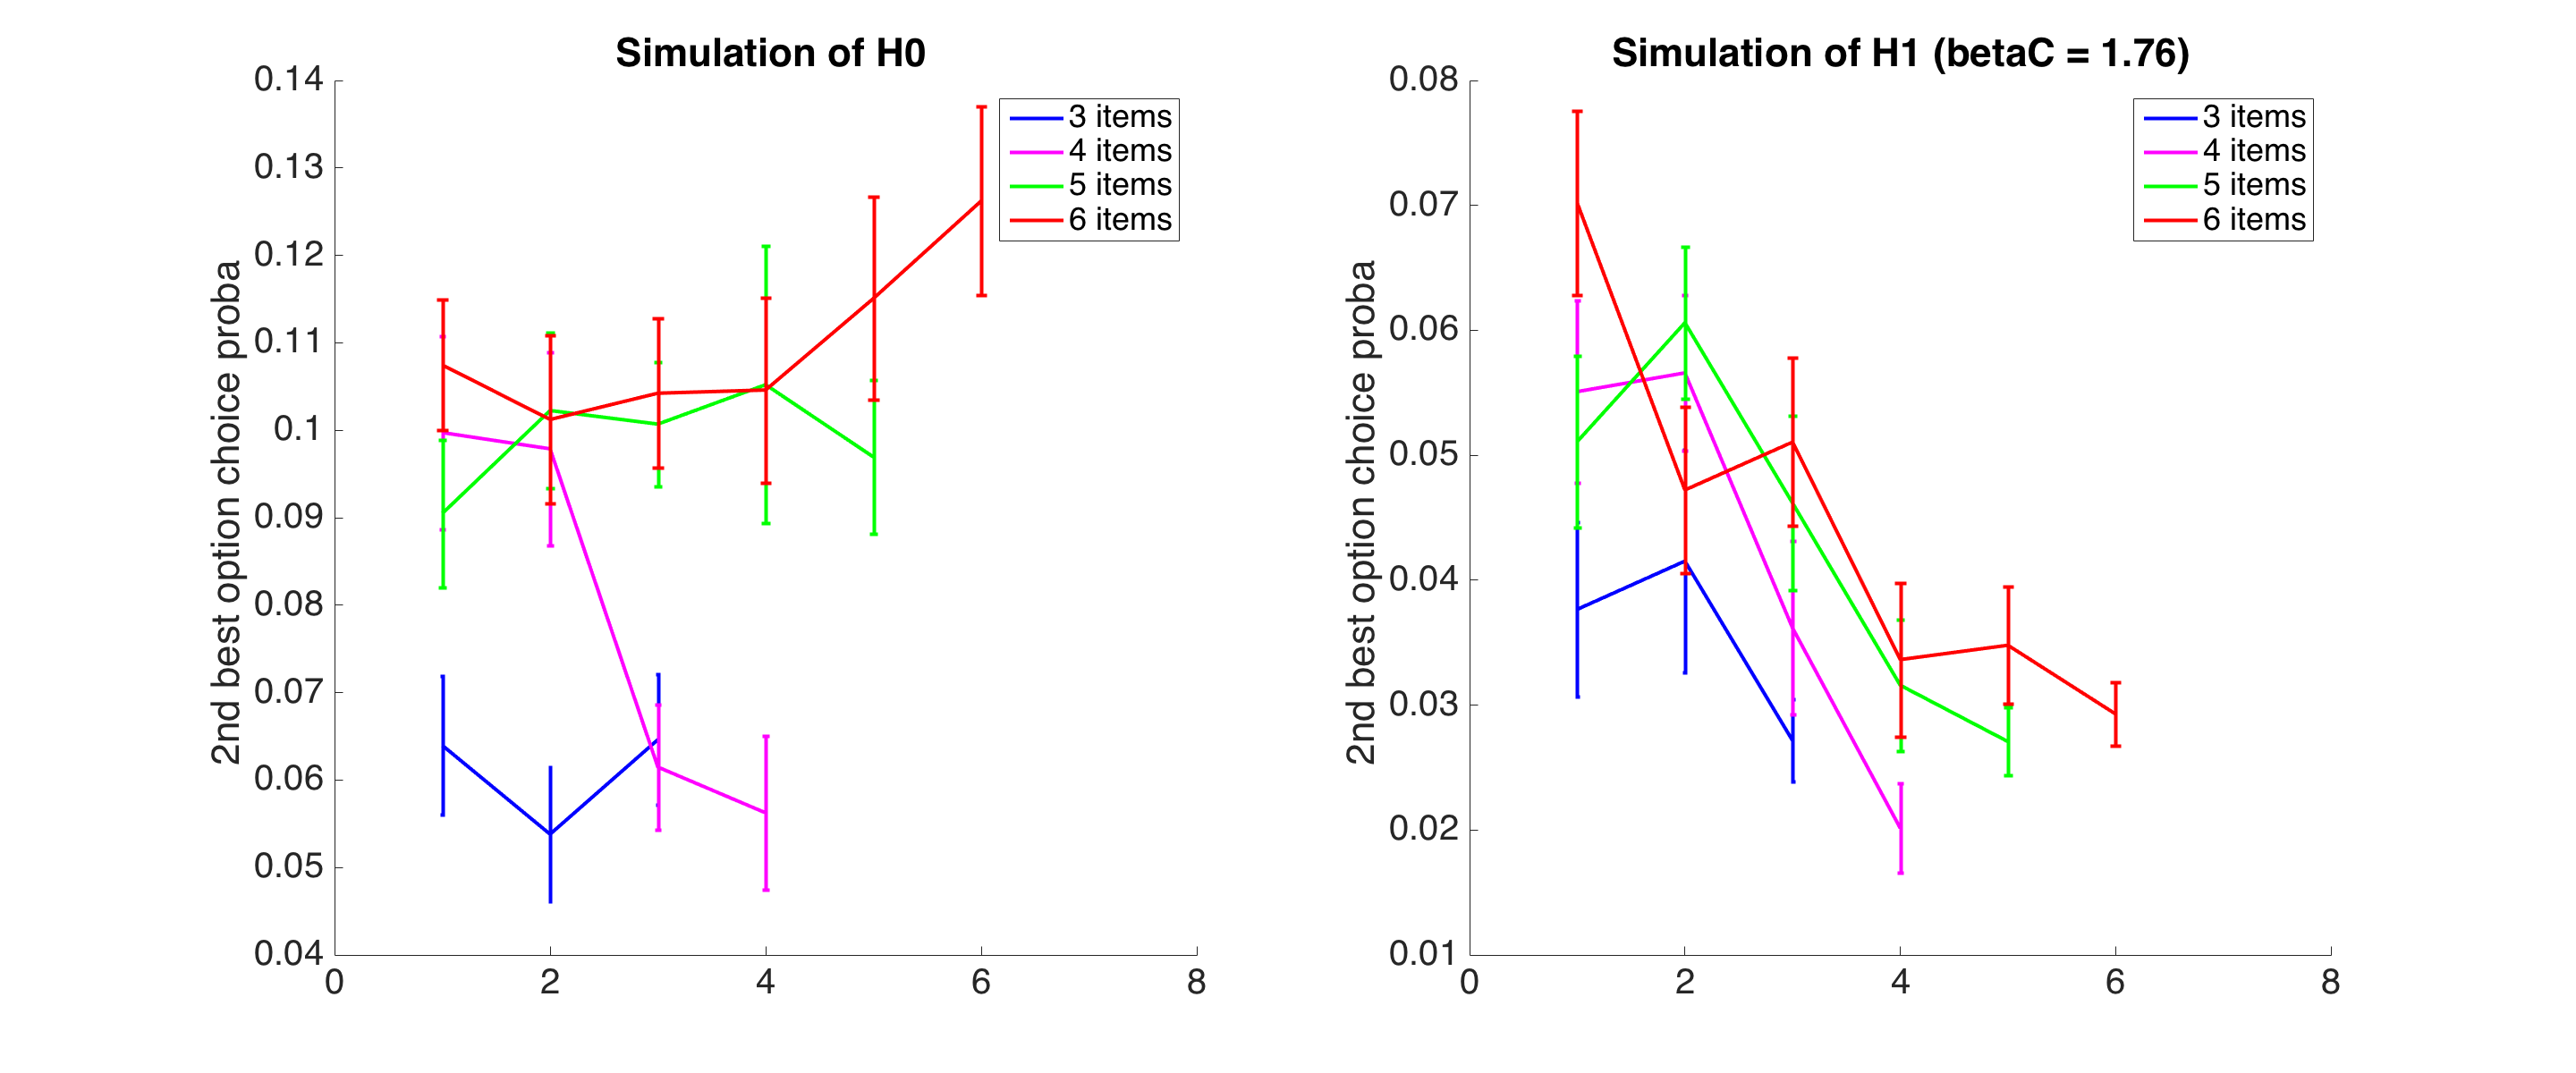 Simulation of H0
0.14
0.13
0.12
0.11
0.1
0.09
0.08
0.07
0.06
0.05
0.04
2nd best option choice proba
0
2
4
6
8
3 items
4 items
5 items
6 items
Simulation of H1 (betaC = 1.76)
0.08
0.07
0.06
0.05
0.04
0.03
0.02
0.01
2nd best option choice proba
0
2
4
6
8
3 items
4 items
5 items
6 items